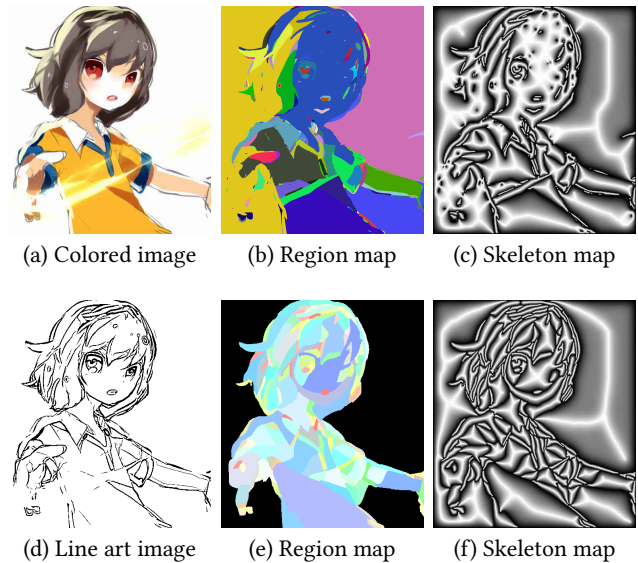 (a) Colored image
(b) Region map
(c) Skeleton map
(d) Line art image
(e) Region map
(f) Skeleton map